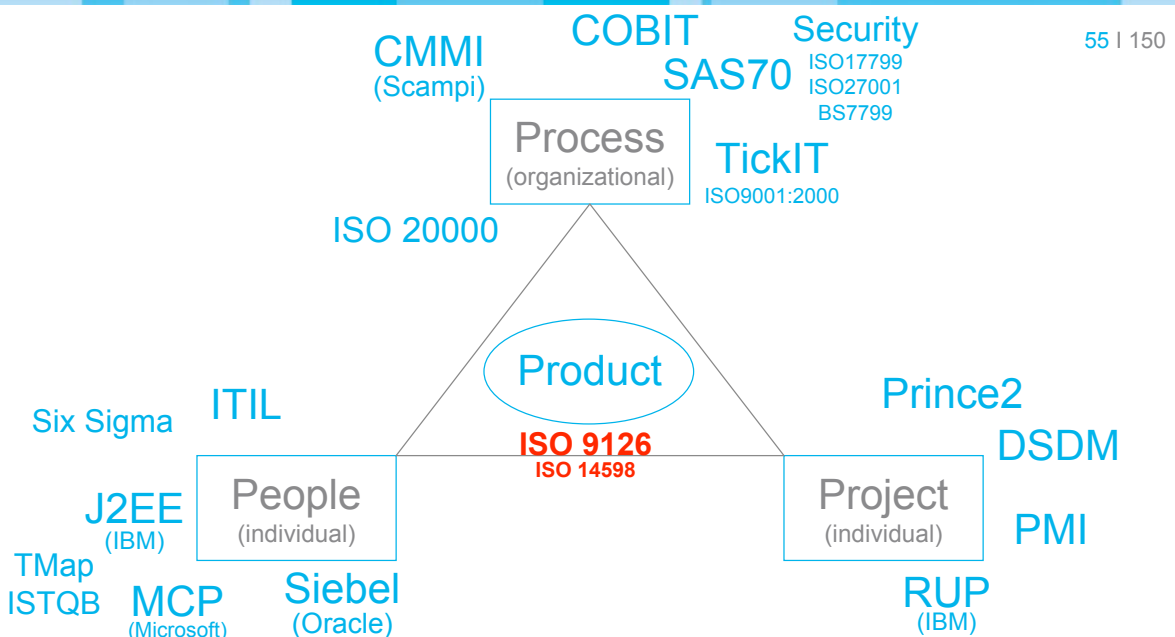 55 | 150
COBIT
Security
ISO17799
ISO27001
BS7799
CMMI
(Scampi)
SAS70
Process
(organizational)
TickIT
ISO9001:2000
ISO 20000
Product
ISO 9126
ISO 14598
Six Sigma
ITIL
People
(individual)
J2EE
(IBM)
TMap
ISTQB
MCP
(Microsoft)
Siebel
(Oracle)
Prince2
DSDM
Project
(individual)
PMI
RUP
(IBM)